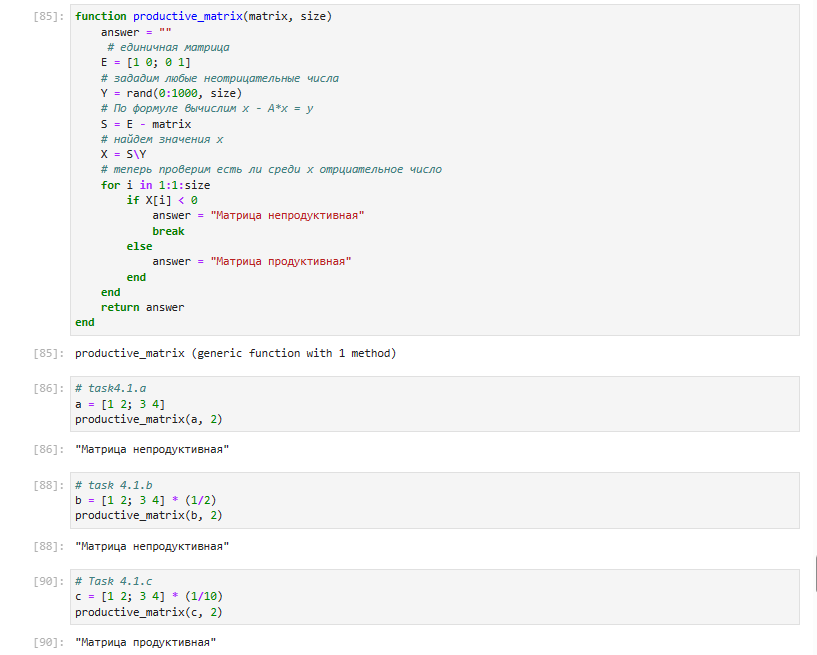 [85]: function productive_matrix(matrix, size)
answer = ""
# единичная матрица
E = [1 0; 0 1]
# зададим любые неотрицательные числа
Y = rand(0:1000, size)
# По формуле вычислим x - A*x = y
S = E - matrix
# найдем значения x
X = S\Y
# теперь проверим есть ли среди x отрциательное число
for i in 1:1:size
if X[i] < 0
answer = "Матрица непродуктивная"
break
else
answer = "Матрица продуктивная"
end
end
return answer
end
[85]: productive_matrix (generic function with 1 method)
[86]: # task4.1.a
a = [1 2; 3 4]
productive_matrix(a, 2)
[86]: "Матрица непродуктивная"
[88]: # task 4.1.b
b = [1 2; 3 4] * (1/2)
productive_matrix(b, 2)
[88]: "Матрица непродуктивная"
[90]: # Task 4.1.c
c = [1 2; 3 4] * (1/10)
productive_matrix(c, 2)
[90]: "Матрица продуктивная"